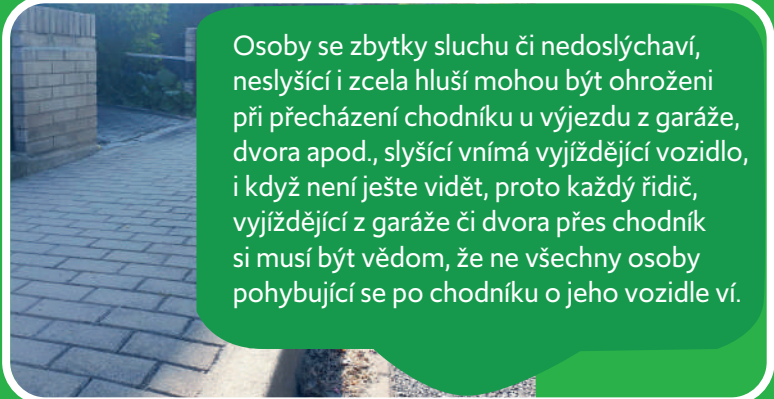 Osoby se zbytky sluchu či nedoslýchaví,
neslyšící i zcela hluší mohou být ohroženi
při přecházení chodníku u výjezdu z garáže,
dvora apod., slyšící vnímá vyjíždějící vozidlo,
i když není ješte vidět, proto každý řidič,
vyjíždějící z garáže či dvora přes chodník
si musí být vědom, že ne všechny osoby
pohybující se po chodníku o jeho vozidle ví.